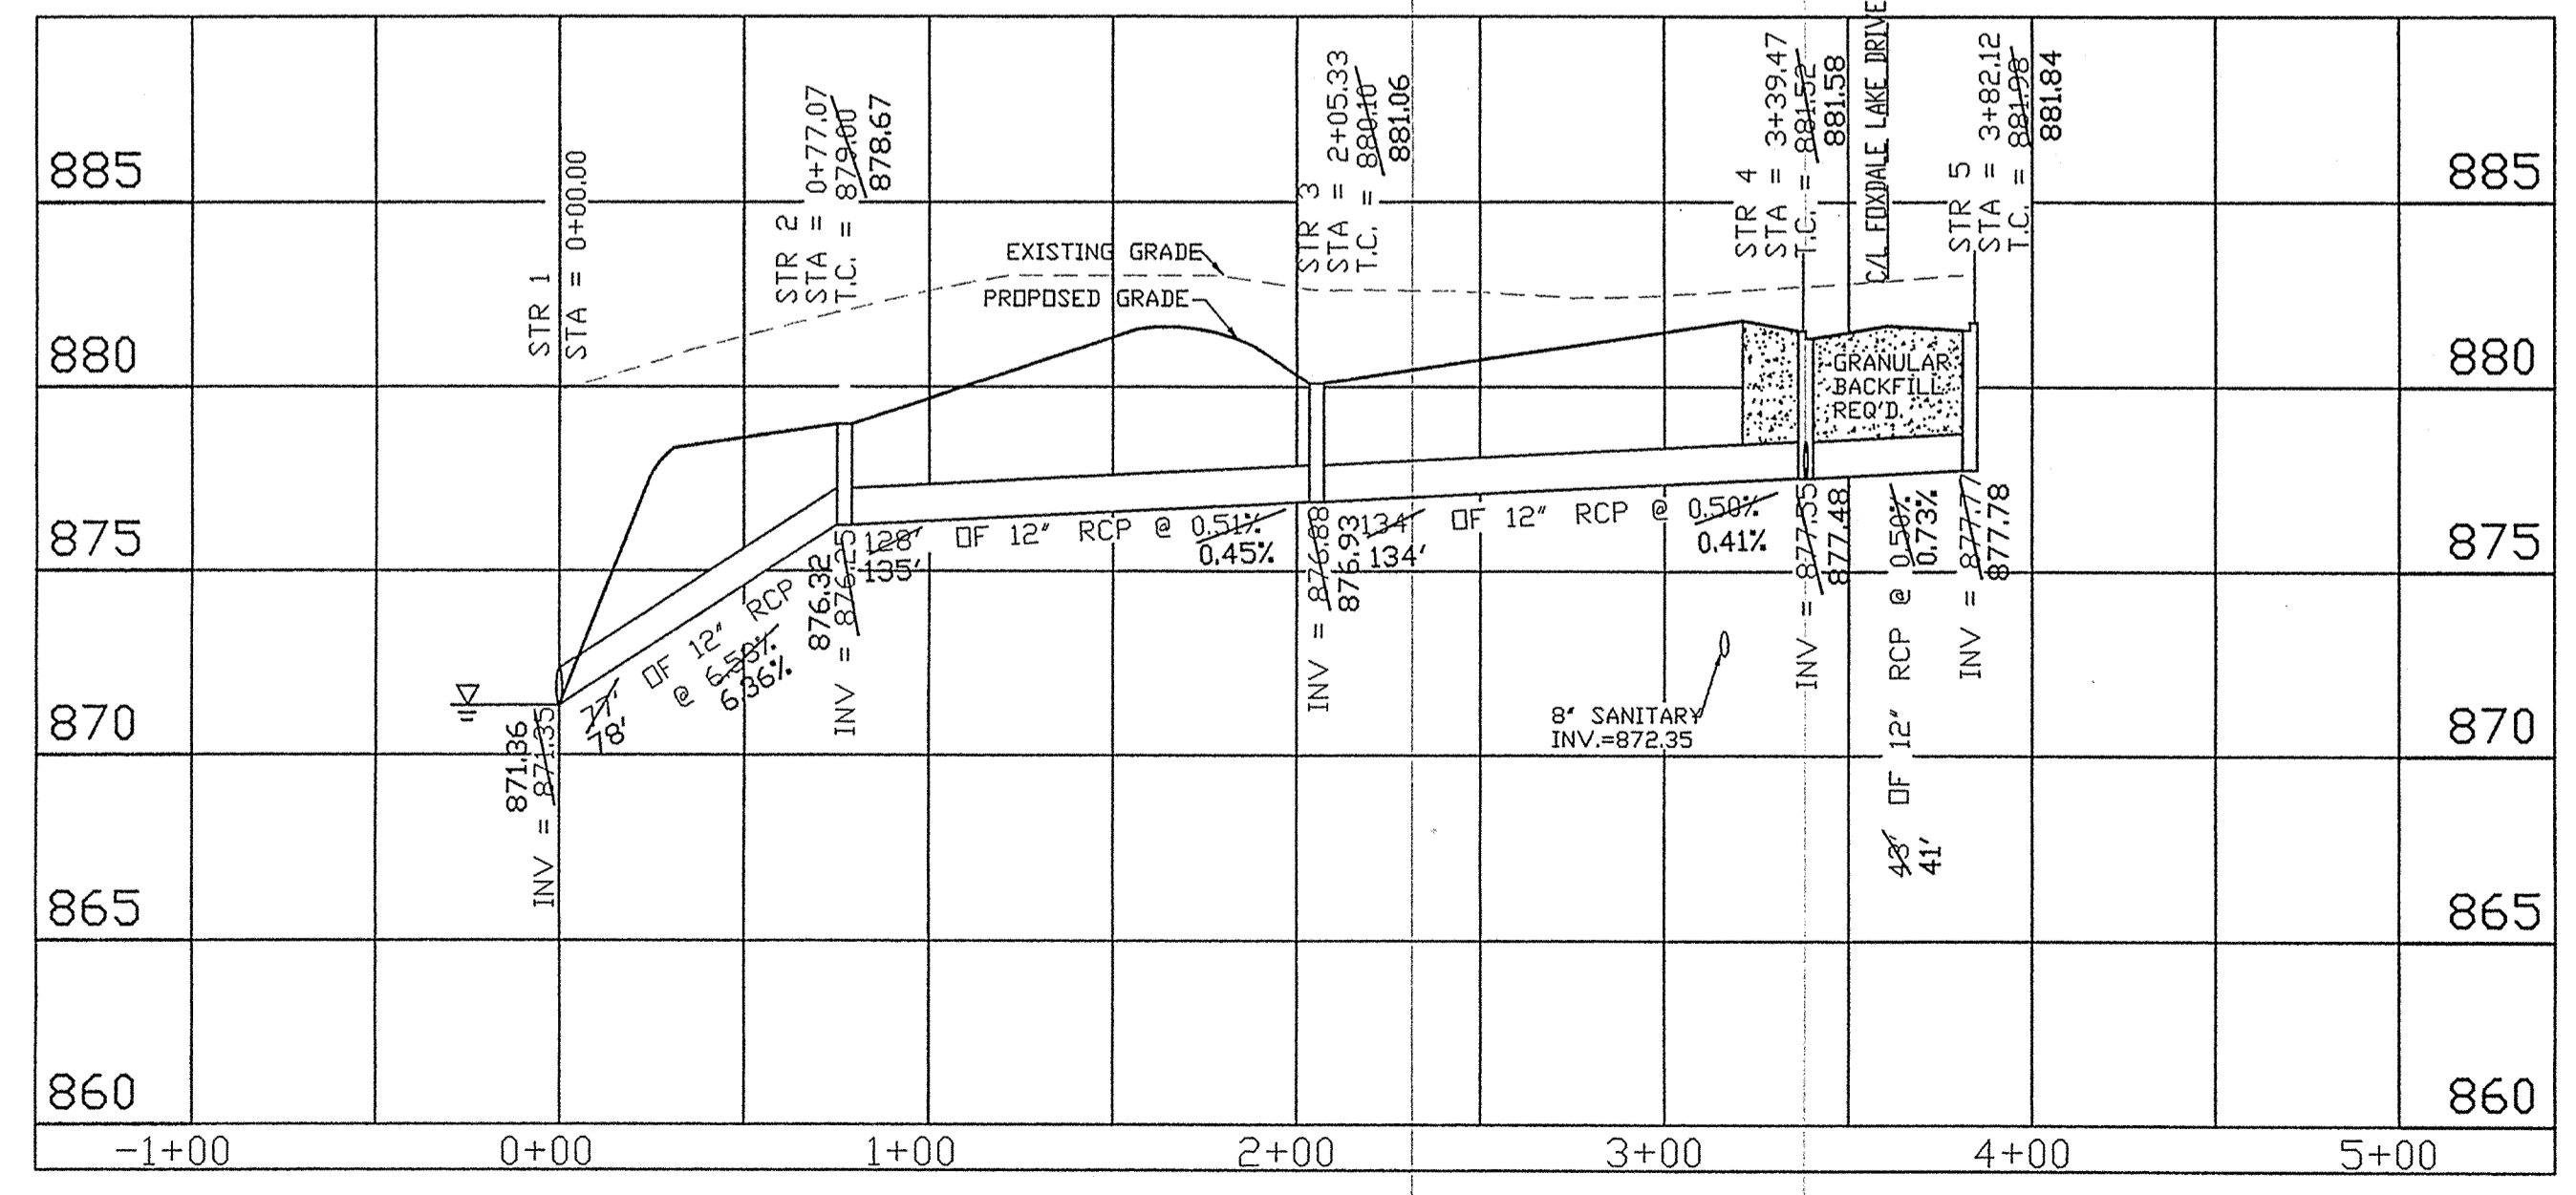 STR 1
STA = 0+00.00
STR 2
STA = 0+77.07
T.C. = 879.00
878.67
STR 3
STA = 2+05.33
T.C. = 880.10
881.06
STR 4
STA = 3+39.47
T.C. = 881.52
881.58
C/L FOXDALE LAKE DRIVE
STR 5
STA = 3+82.12
T.C. = 881.98
881.84
885
885
EXISTING GRADE
PROPOSED GRADE
880
880
GRANULAR
BACKFILL
REQ'D.
875
875
77' OF 12" RCP
@ 6.53%
78'
6.36%
128' OF 12" RCP @ 0.51%
135'
0.45%
134' OF 12" RCP @ 0.50%
134'
0.41%
43' OF 12" RCP @ 0.50%
41'
0.73%
871.36
INV = 871.35
876.32
INV = 876.25
INV = 876.88
876.93
INV = 877.55
877.48
INV = 877.77
877.78
8" SANITARY
INV.=872.35
870
870
865
865
860
860
-1+00
0+00
1+00
2+00
3+00
4+00
5+00